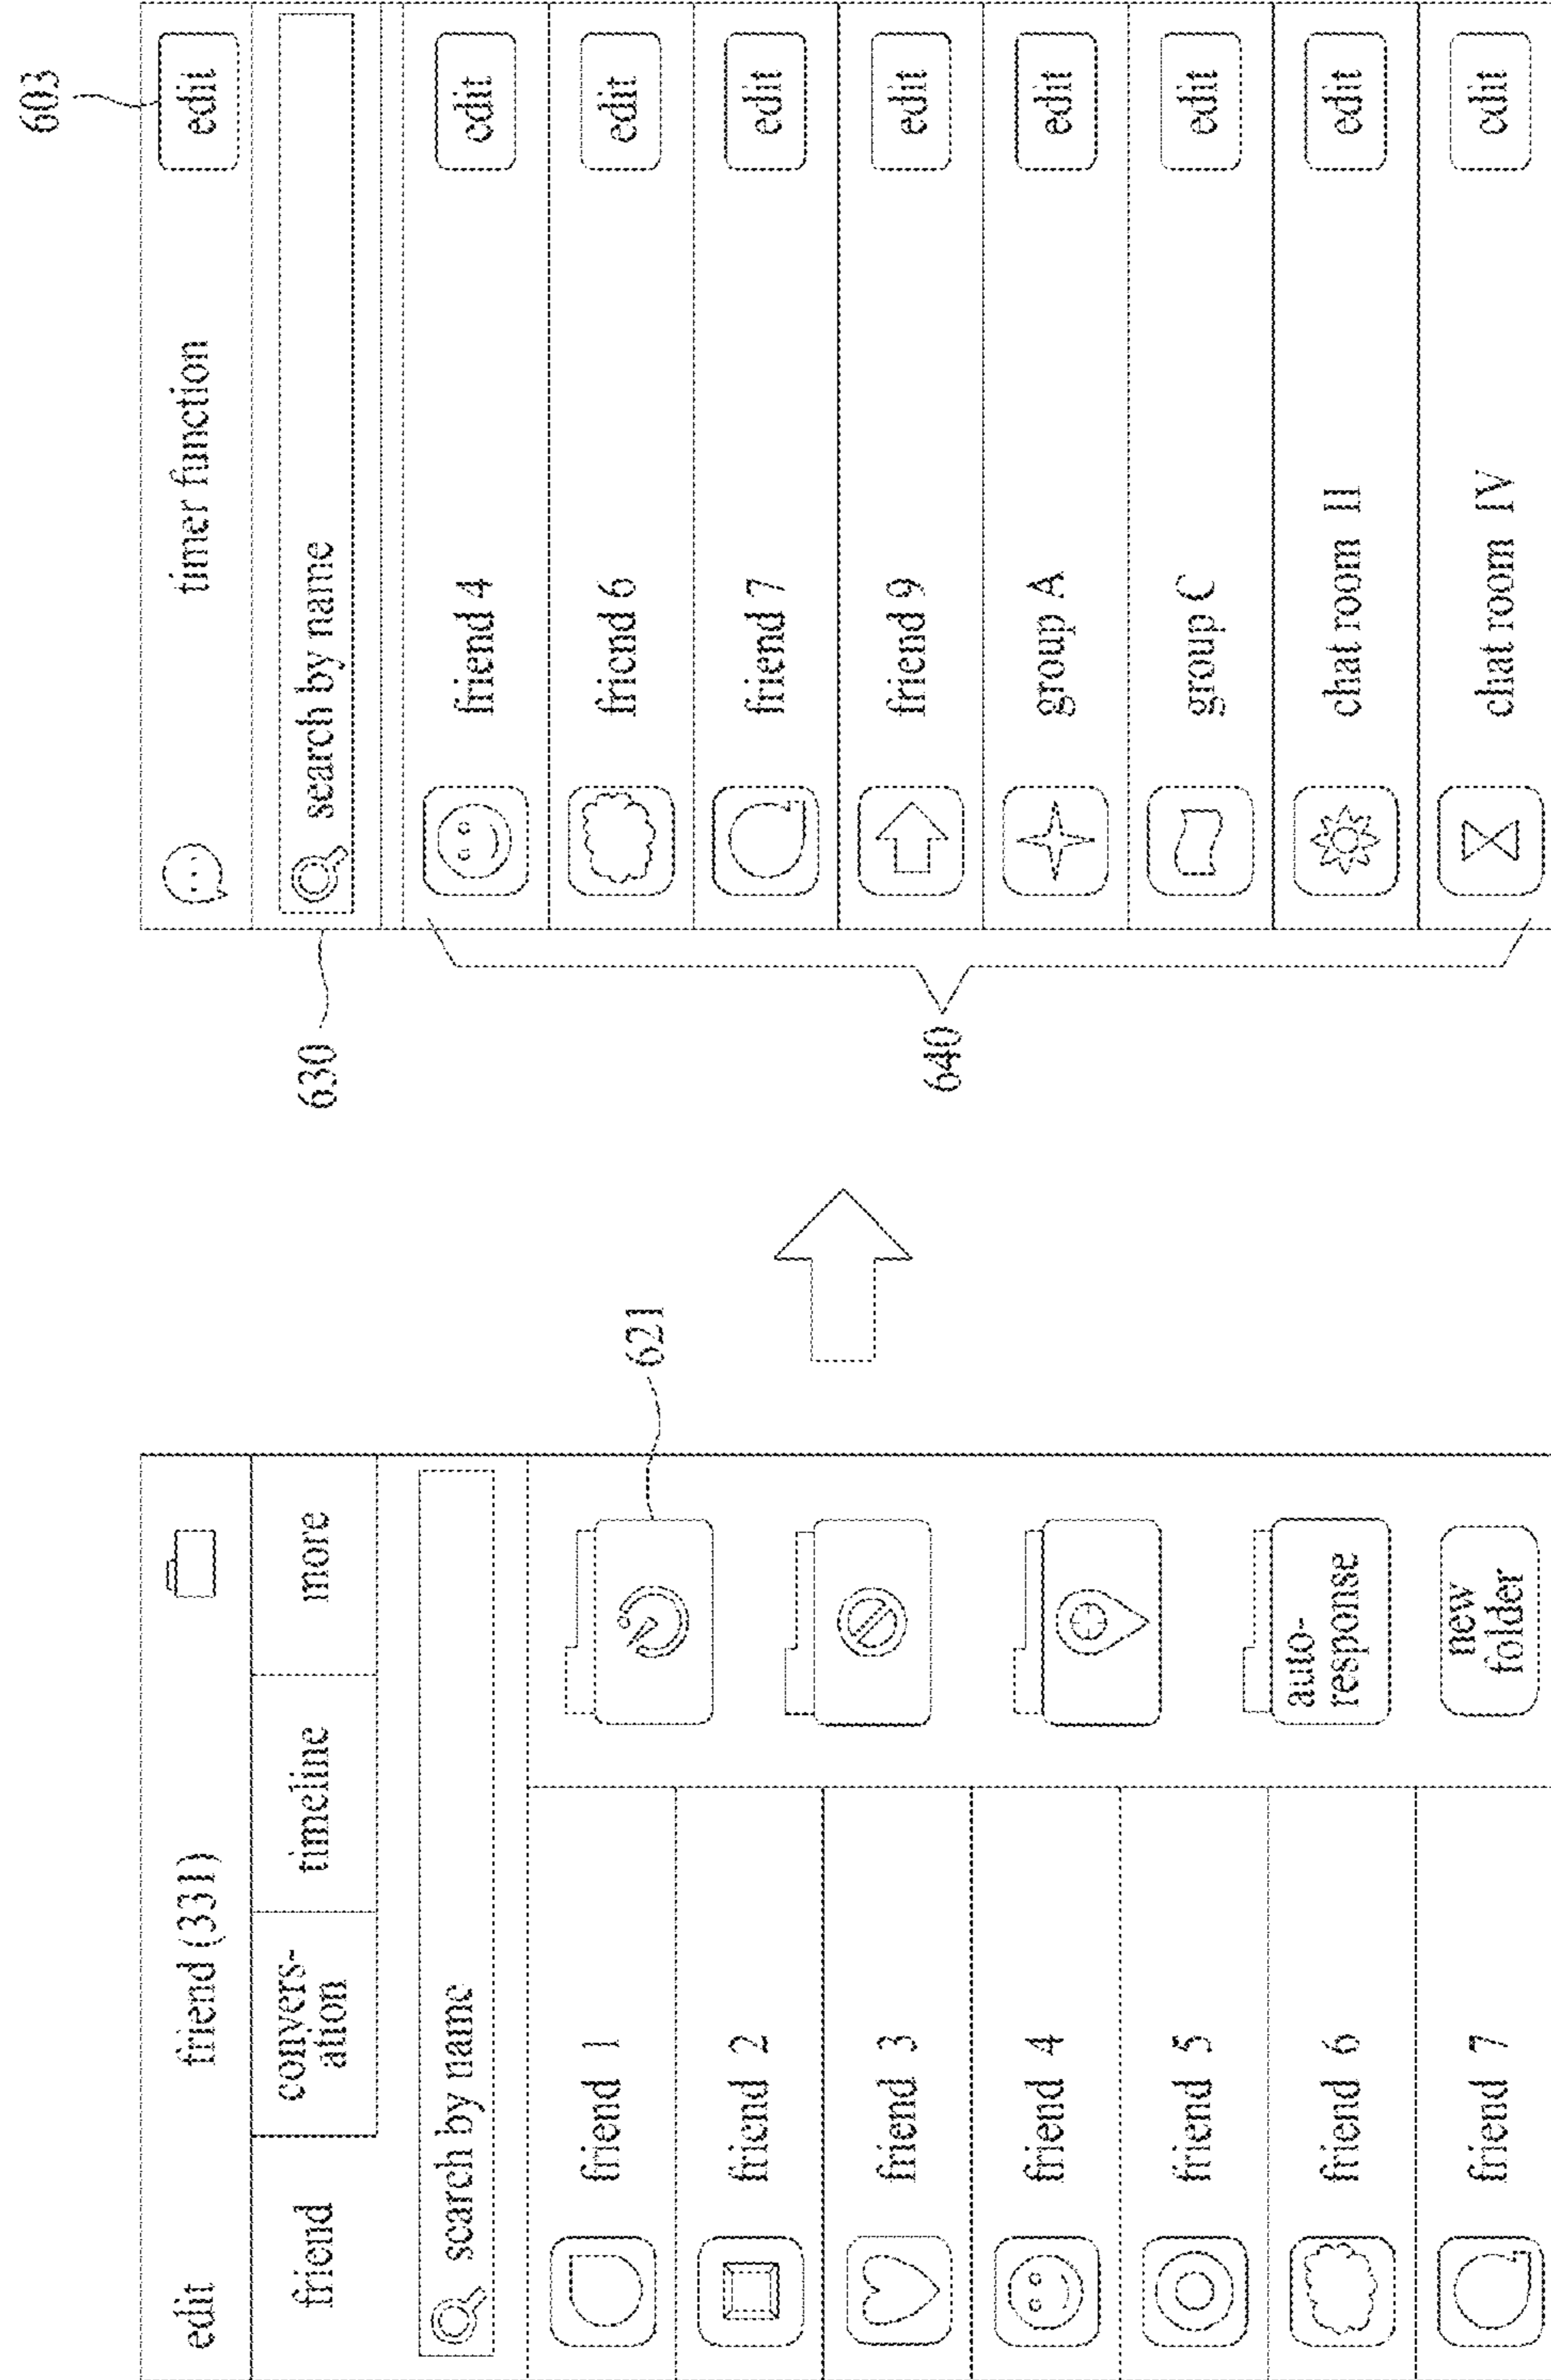 edit friend (331)
friend convers- timeline more
ation
search by name
friend 1
friend 2
friend 3
friend 4
friend 5
friend 6
friend 7
621
auto-
response
new
folder
603
timer function edit
630
search by name
640
friend 4 edit
friend 6 edit
friend 7 edit
friend 9 edit
group A edit
group C edit
chat room II edit
chat room IV edit